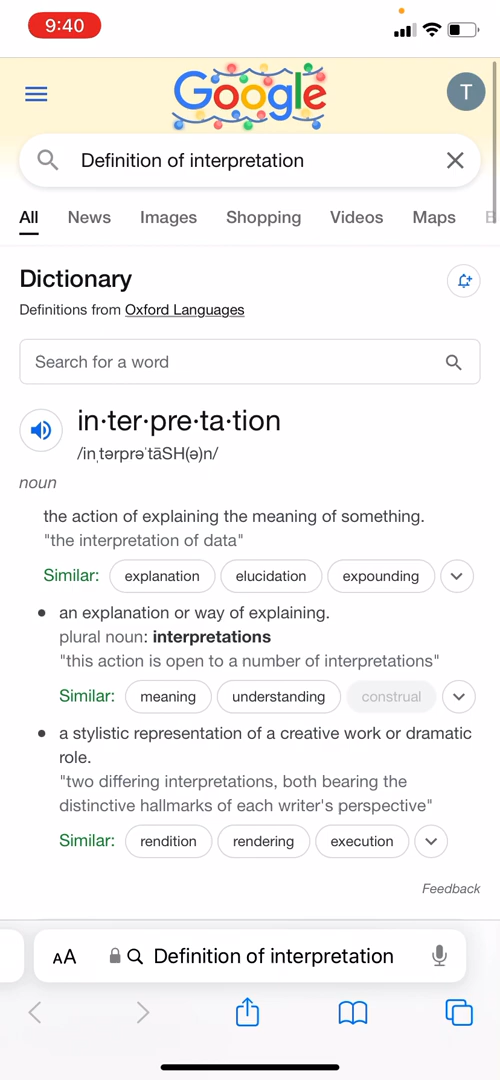 9:40
Google
T
Definition of interpretation
All News Images Shopping Videos Maps
Dictionary
Definitions from Oxford Languages
Search for a word
in·ter·pre·ta·tion
/inˌtərprəˈtāSH(ə)n/
noun
the action of explaining the meaning of something.
"the interpretation of data"
Similar: explanation elucidation expounding
• an explanation or way of explaining.
plural noun: interpretations
"this action is open to a number of interpretations"
Similar: meaning understanding construal
• a stylistic representation of a creative work or dramatic
role.
"two differing interpretations, both bearing the
distinctive hallmarks of each writer's perspective"
Similar: rendition rendering execution
Feedback
AA Definition of interpretation